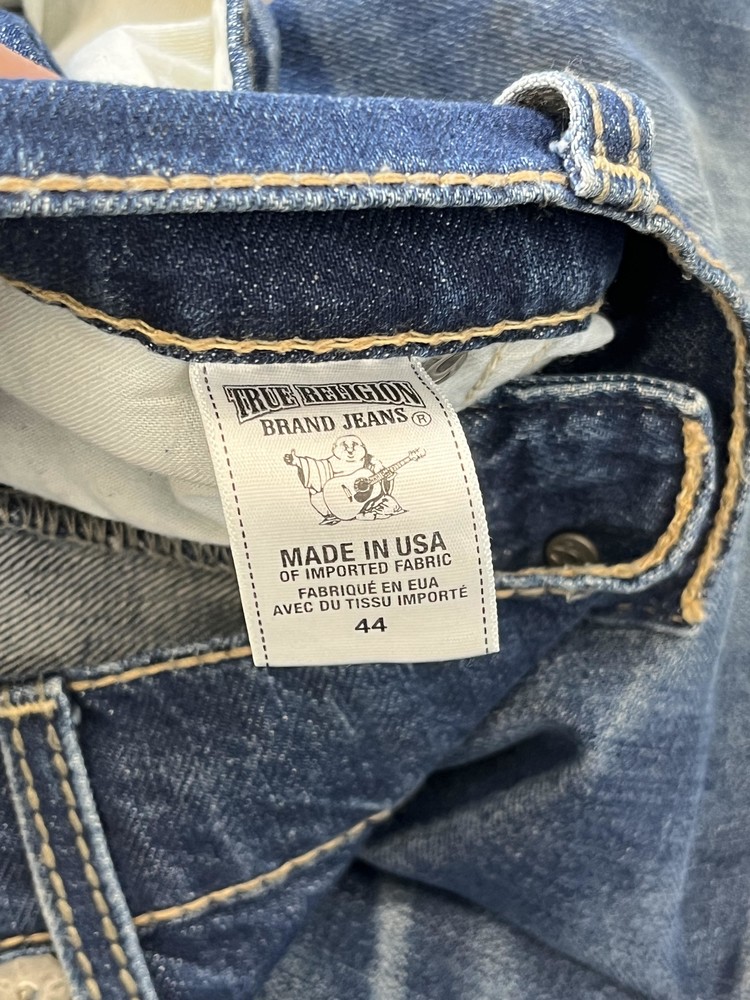 TRUE RELIGION
BRAND JEANS®
MADE IN USA
OF IMPORTED FABRIC
FABRIQUÉ EN EUA
AVEC DU TISSU IMPORTÉ
44